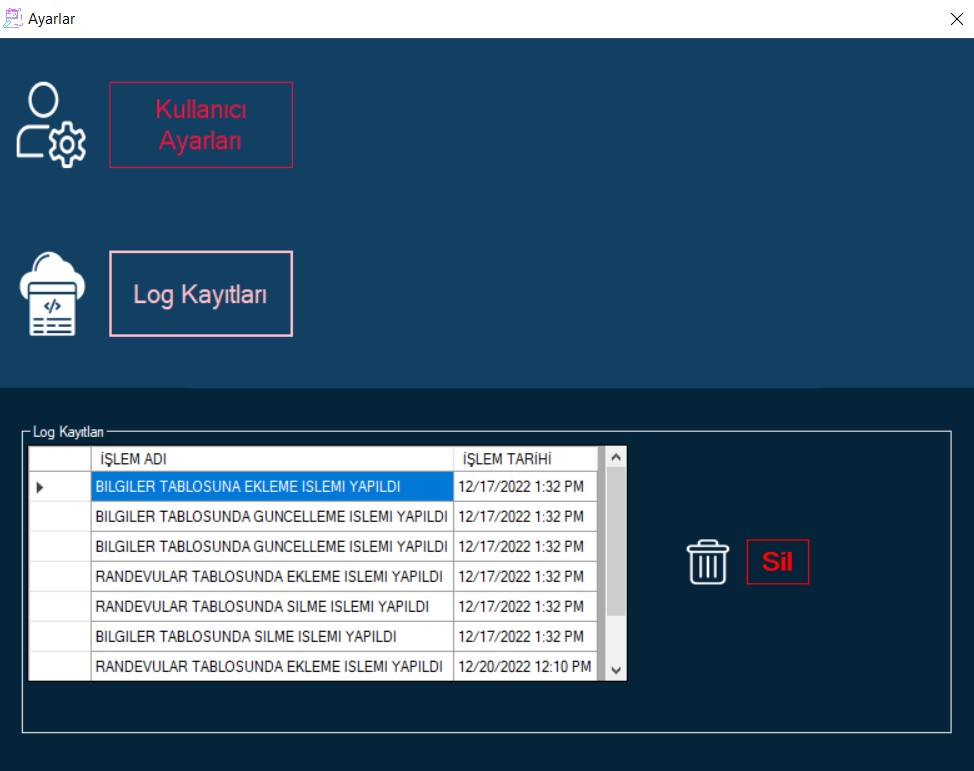 Ayarlar
Kullanıcı
Ayarları
Log Kayıtları
Log Kayıtları
İŞLEM ADI İŞLEM TARİHİ
BILGILER TABLOSUNA EKLEME ISLEMI YAPILDI 12/17/2022 1:32 PM
BILGILER TABLOSUNDA GUNCELLEME ISLEMI YAPILDI 12/17/2022 1:32 PM
BILGILER TABLOSUNDA GUNCELLEME ISLEMI YAPILDI 12/17/2022 1:32 PM
RANDEVULAR TABLOSUNDA EKLEME ISLEMI YAPILDI 12/17/2022 1:32 PM
RANDEVULAR TABLOSUNDA SILME ISLEMI YAPILDI 12/17/2022 1:32 PM
BILGILER TABLOSUNDA SILME ISLEMI YAPILDI 12/17/2022 1:32 PM
RANDEVULAR TABLOSUNDA EKLEME ISLEMI YAPILDI 12/20/2022 12:10 PM
Sil